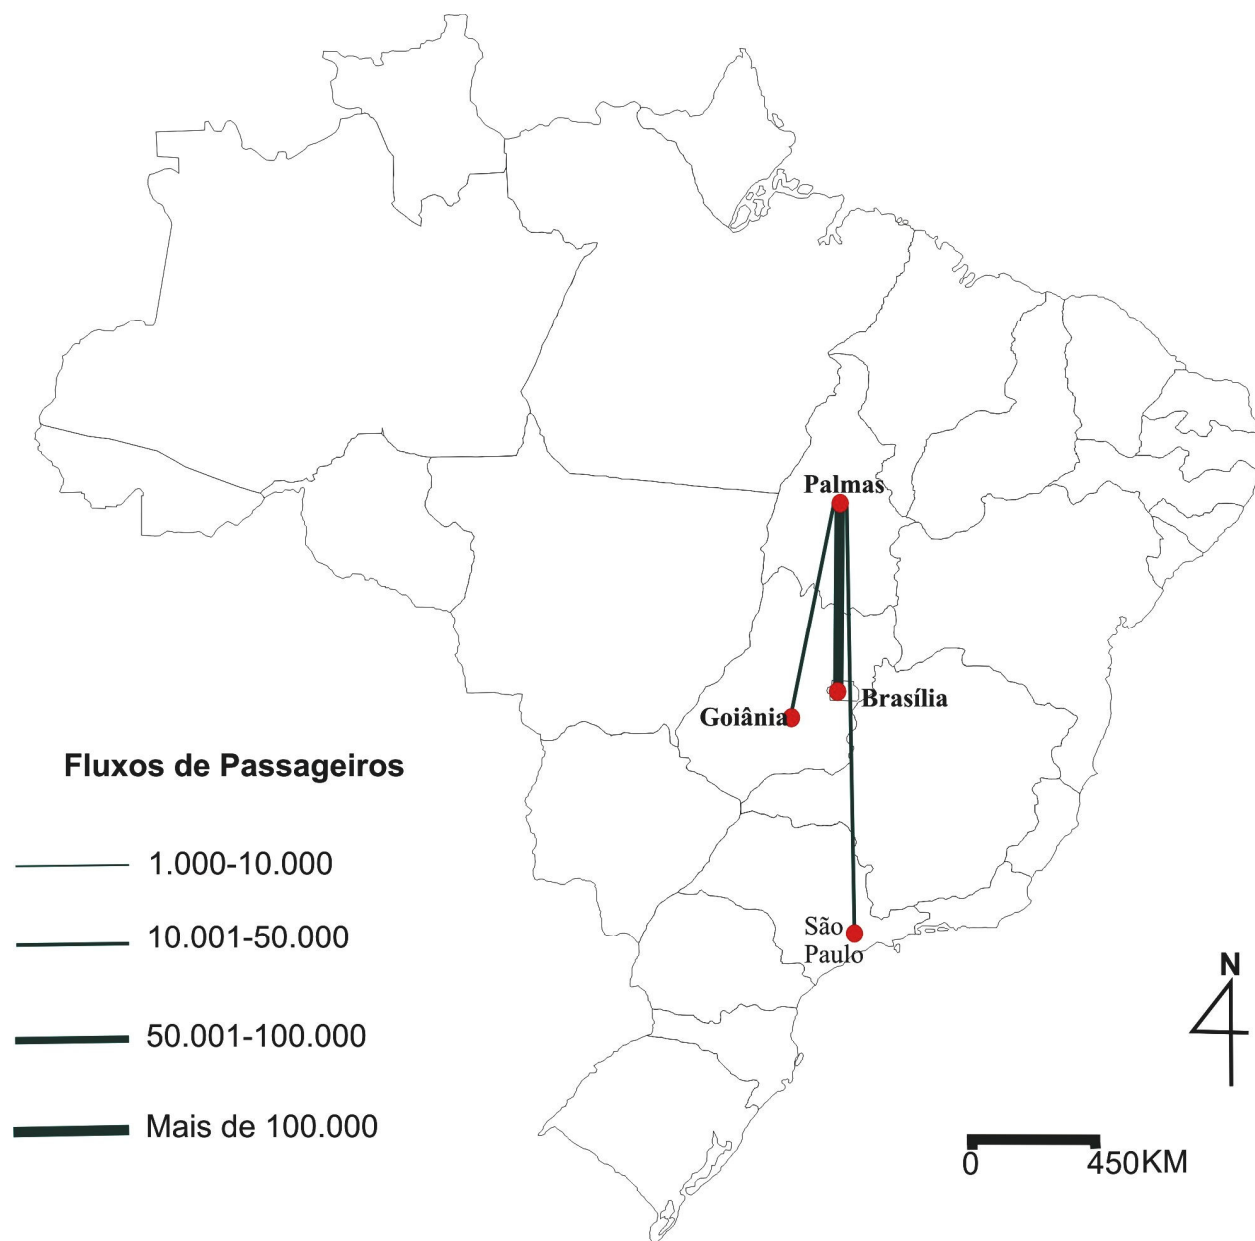 Palmas
Brasília
Goiânia
Fluxos de Passageiros
1.000-10.000
10.001-50.000
São
Paulo
50.001-100.000
Mais de 100.000
N
0
450KM